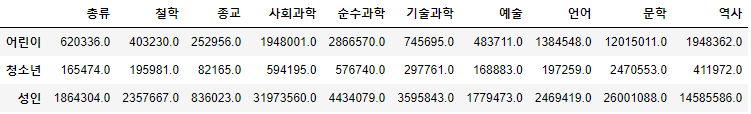 총류 철학 종교 사회과학 순수과학 기술과학 예술 언어 문학 역사
어린이 620336.0 403230.0 252956.0 1948001.0 2866570.0 745695.0 483711.0 1384548.0 12015011.0 1948362.0
청소년 165474.0 195981.0 82165.0 594195.0 576740.0 297761.0 168883.0 197259.0 2470553.0 411972.0
성인 1864304.0 2357667.0 836023.0 31973560.0 4434079.0 3595843.0 1779473.0 2469419.0 26001088.0 14585586.0